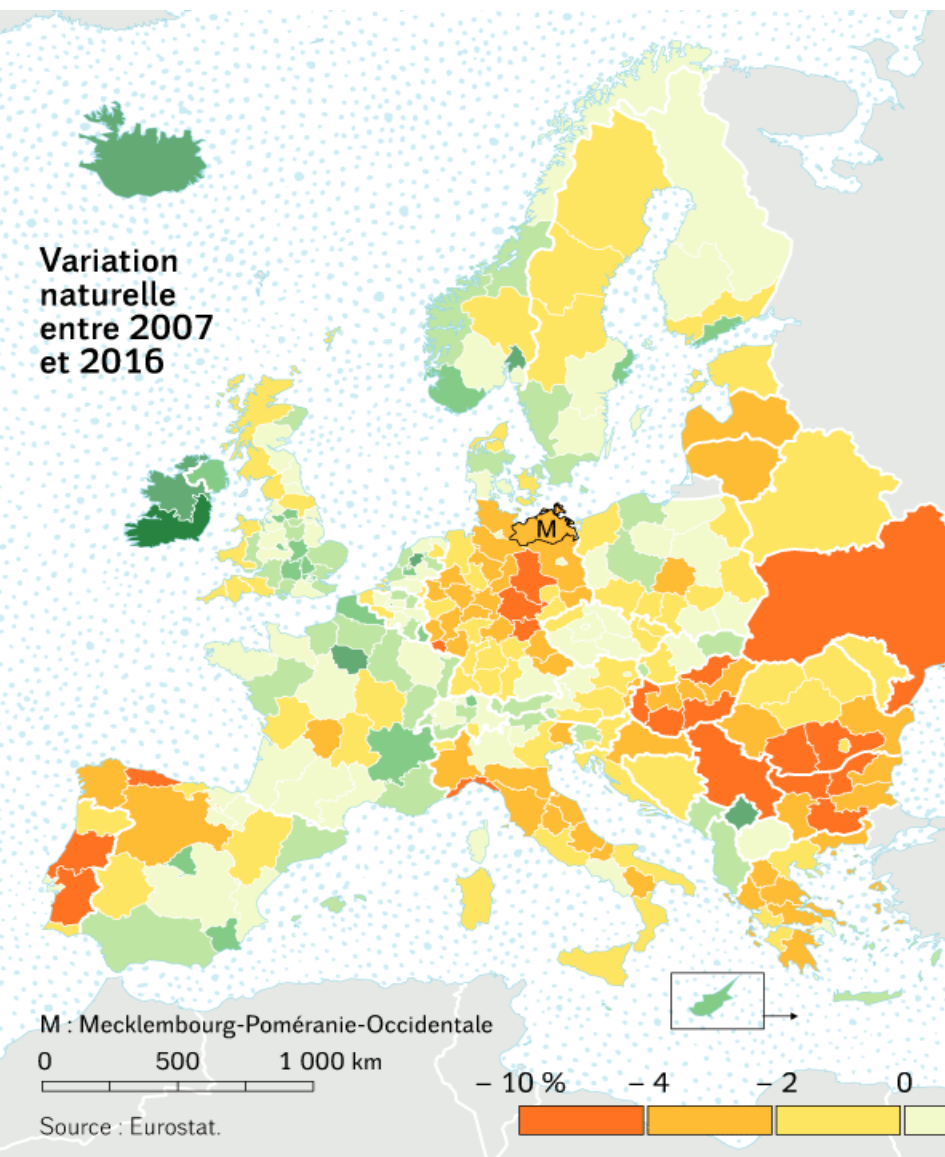 Variation
naturelle
entre 2007
et 2016
M
M : Mecklembourg-Poméranie-Occidentale
0 500 1 000 km
– 10 % – 4 – 2 0
Source : Eurostat.